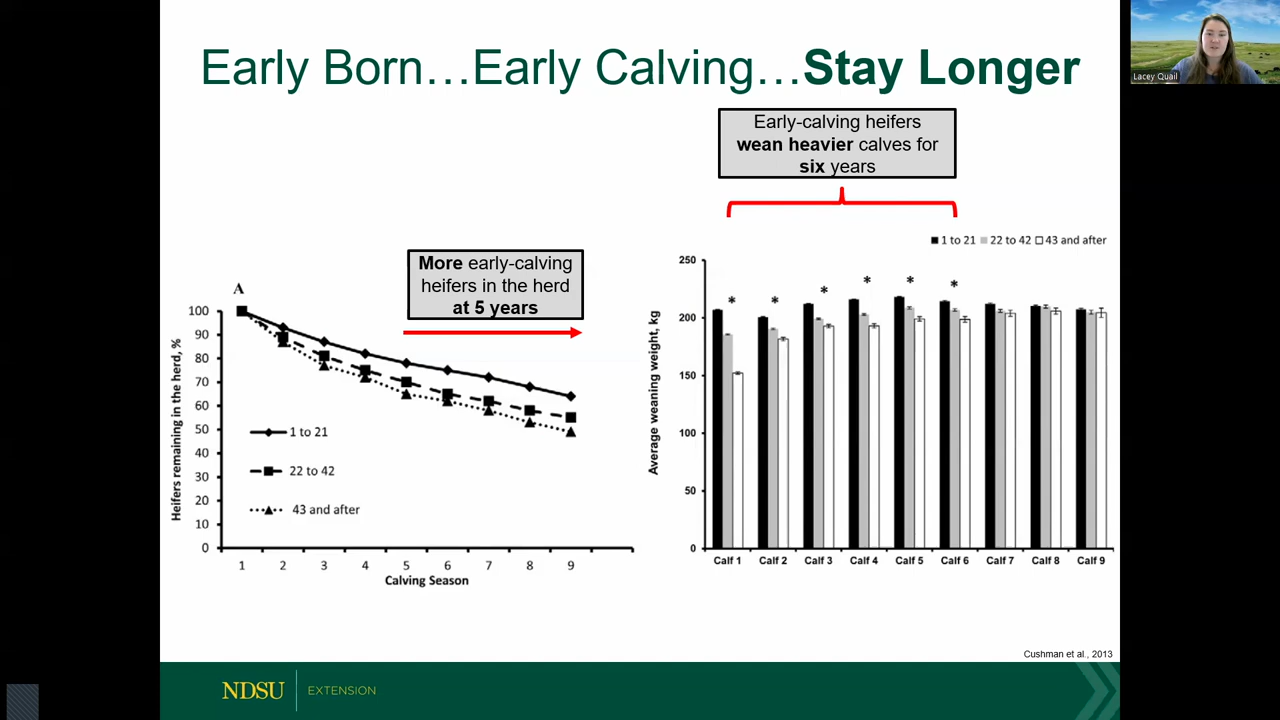 Early Born…Early Calving…Stay Longer
Lacey Quail
Early-calving heifers
wean heavier calves for
six years
More early-calving
heifers in the herd
at 5 years
A
Heifers remaining in the herd, %
100
90
80
70
60
50
40
30
20
10
0
1 to 21
22 to 42
43 and after
1 2 3 4 5 6 7 8 9
Calving Season
1 to 21 22 to 42 43 and after
Average weaning weight, kg
250
200
150
100
50
0
* * * * * *
Calf 1 Calf 2 Calf 3 Calf 4 Calf 5 Calf 6 Calf 7 Calf 8 Calf 9
Cushman et al., 2013
NDSU EXTENSION